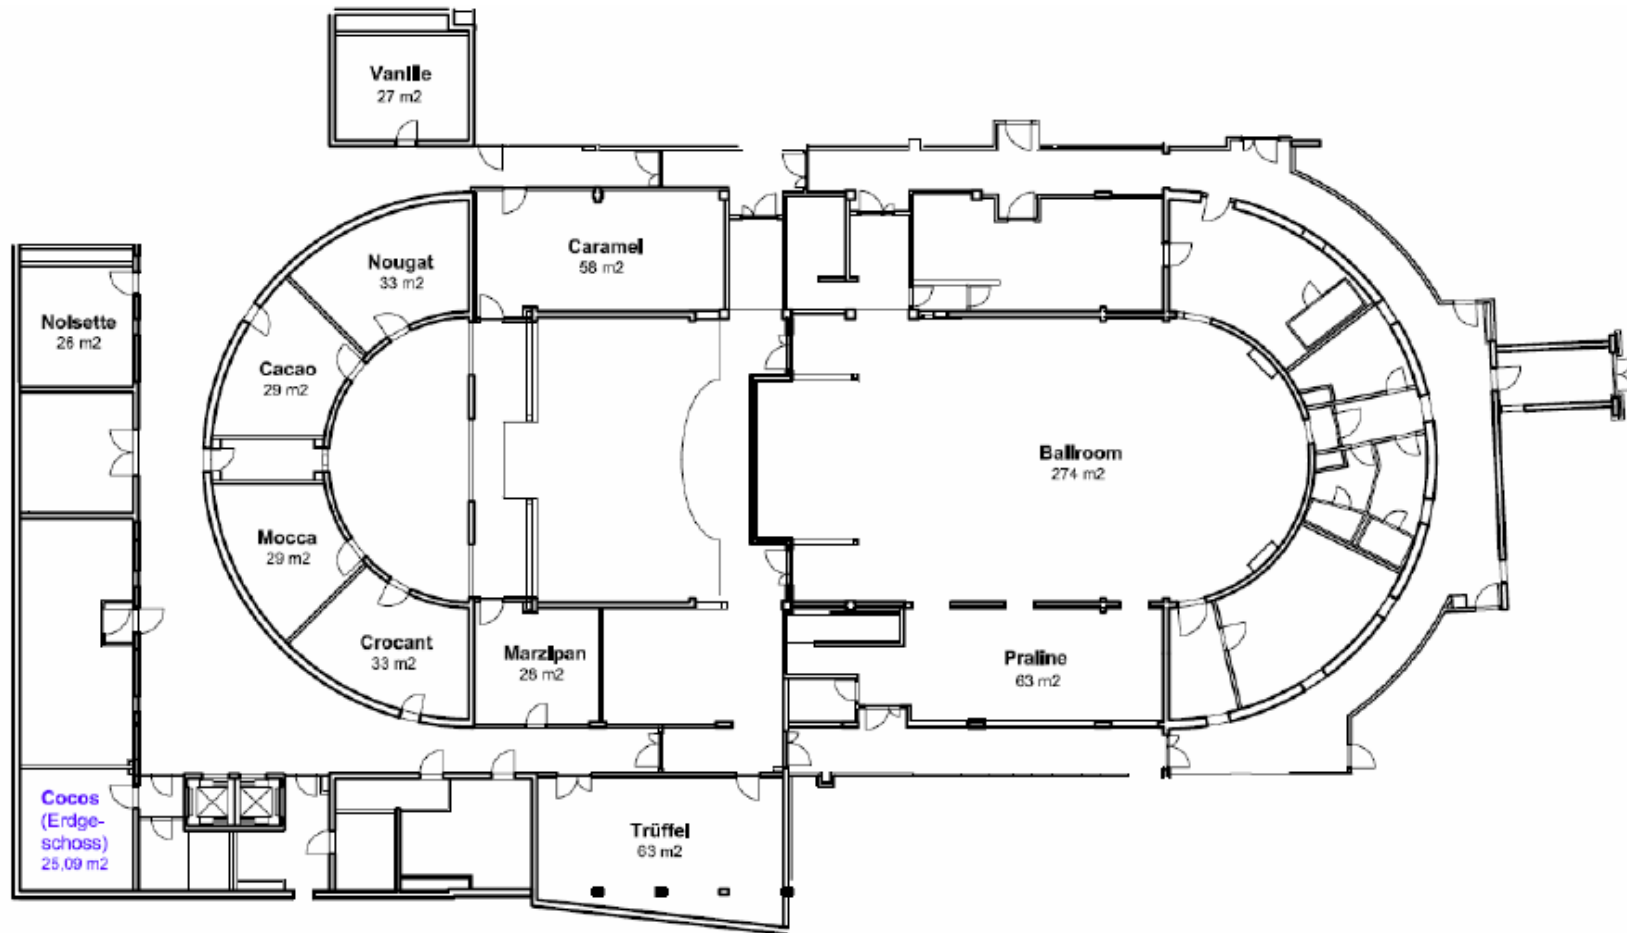 Vanille
27 m2
Caramel
58 m2
Nougat
33 m2
Noisette
26 m2
Cacao
29 m2
Ballroom
274 m2
Mocca
29 m2
Crocant
33 m2
Marzipan
26 m2
Praline
63 m2
Cocos
(Erdge-
schoss)
25,09 m2
Trüffel
63 m2